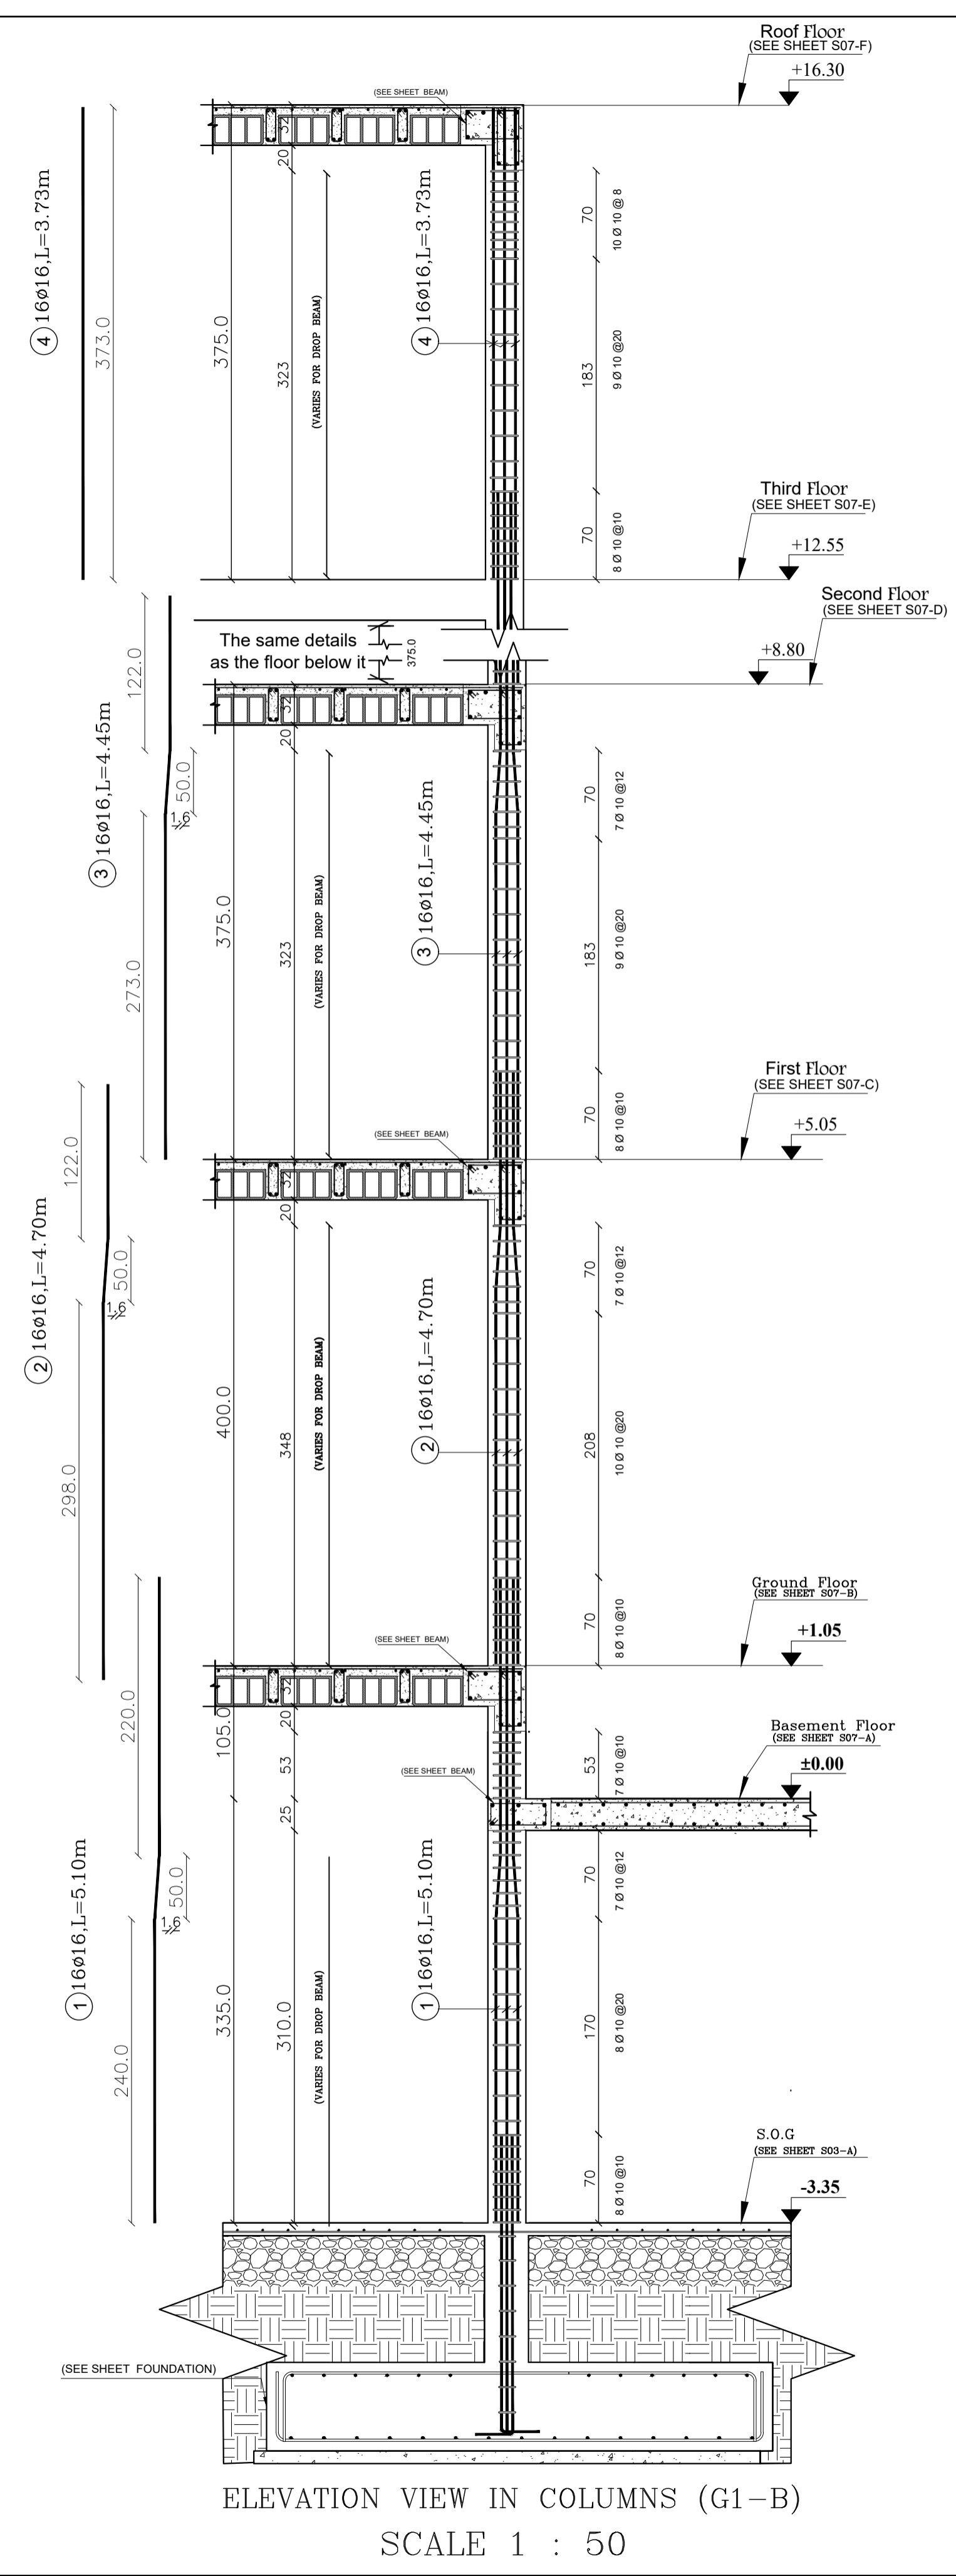 Roof Floor
(SEE SHEET S07-F)
+16.30
(SEE SHEET BEAM)
32
20
4 16ø16,L=3.73m
373.0
375.0
323
(VARIES FOR DROP BEAM)
4 16ø16,L=3.73m
70
10 Ø 10 @ 8
183
9 Ø 10 @20
70
8 Ø 10 @10
Third Floor
(SEE SHEET S07-E)
+12.55
Second Floor
(SEE SHEET S07-D)
+8.80
The same details
as the floor below it
375.0
122.0
50.0
1.6
273.0
3 16ø16,L=4.45m
32
20
375.0
323
(VARIES FOR DROP BEAM)
3 16ø16,L=4.45m
70
7 Ø 10 @12
183
9 Ø 10 @20
70
8 Ø 10 @10
First Floor
(SEE SHEET S07-C)
+5.05
(SEE SHEET BEAM)
122.0
50.0
1.6
298.0
2 16ø16,L=4.70m
32
20
400.0
348
(VARIES FOR DROP BEAM)
2 16ø16,L=4.70m
70
7 Ø 10 @12
208
10 Ø 10 @20
70
8 Ø 10 @10
Ground Floor
(SEE SHEET S07-B)
+1.05
(SEE SHEET BEAM)
32
20
105.0
53
25
53
7 Ø 10 @10
Basement Floor
(SEE SHEET S07-A)
±0.00
(SEE SHEET BEAM)
220.0
50.0
1.6
240.0
1 16ø16,L=5.10m
335.0
310.0
(VARIES FOR DROP BEAM)
1 16ø16,L=5.10m
70
7 Ø 10 @12
170
8 Ø 10 @20
70
8 Ø 10 @10
S.O.G
(SEE SHEET S03-A)
-3.35
(SEE SHEET FOUNDATION)
ELEVATION VIEW IN COLUMNS (G1-B)
SCALE 1 : 50